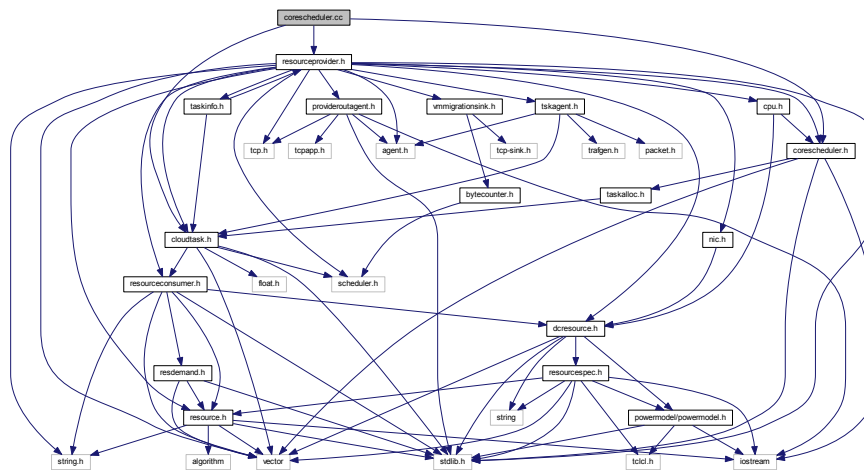 corescheduler.cc
resourceprovider.h
taskinfo.h
provideroutagent.h
vmmigrationsink.h
tskagent.h
cpu.h
tcp.h
tcpapp.h
agent.h
tcp-sink.h
trafgen.h
packet.h
corescheduler.h
bytecounter.h
taskalloc.h
cloudtask.h
nic.h
resourceconsumer.h
float.h
scheduler.h
dcresource.h
resdemand.h
resourcespec.h
resource.h
string
powermodel/powermodel.h
string.h
algorithm
vector
stdlib.h
tclcl.h
iostream